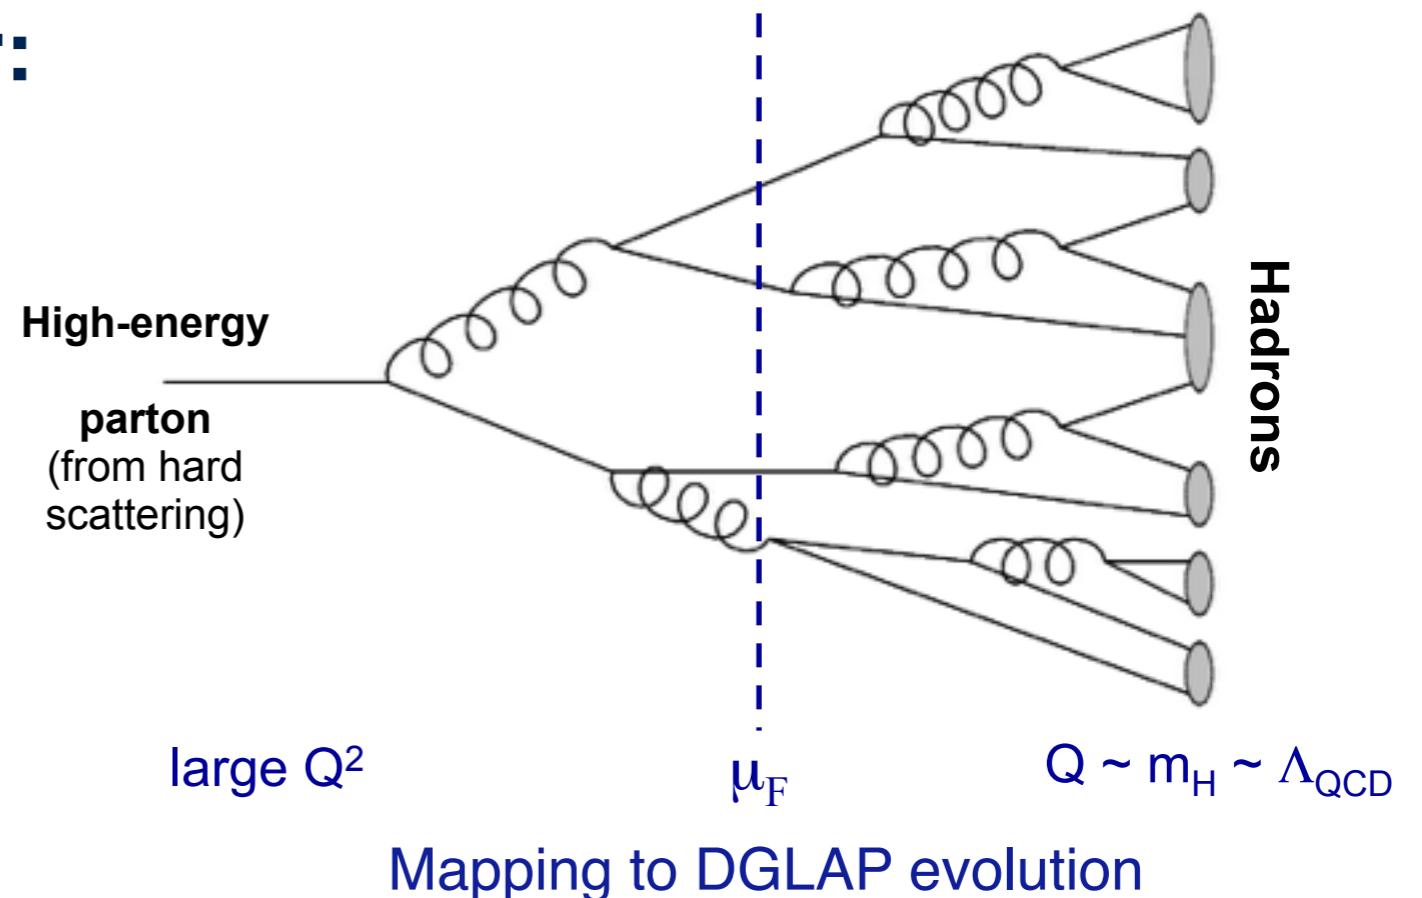 :
High-energy
parton
(from hard
scattering)
Hadrons
large Q²
μF
Q ~ mH ~ ΛQCD
Mapping to DGLAP evolution